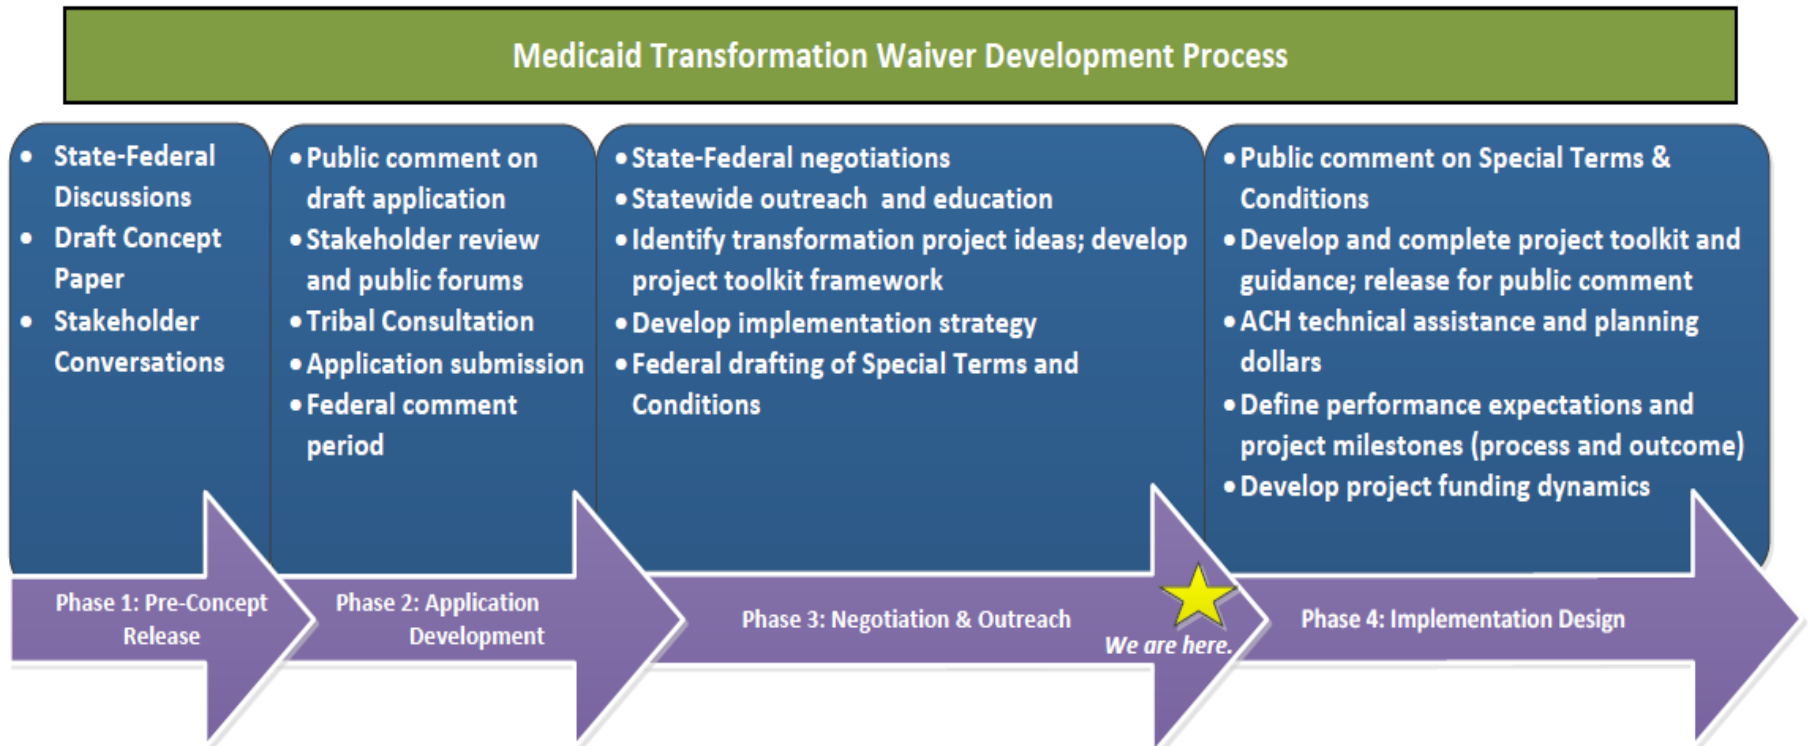 Medicaid Transformation Waiver Development Process
• State-Federal
Discussions
• Draft Concept
Paper
• Stakeholder
Conversations
• Public comment on
draft application
• Stakeholder review
and public forums
• Tribal Consultation
• Application submission
• Federal comment
period
• State-Federal negotiations
• Statewide outreach and education
• Identify transformation project ideas; develop
project toolkit framework
• Develop implementation strategy
• Federal drafting of Special Terms and
Conditions
• Public comment on Special Terms &
Conditions
• Develop and complete project toolkit and
guidance; release for public comment
• ACH technical assistance and planning
dollars
• Define performance expectations and
project milestones (process and outcome)
• Develop project funding dynamics
Phase 1: Pre-Concept
Release
Phase 2: Application
Development
Phase 3: Negotiation & Outreach
We are here.
Phase 4: Implementation Design